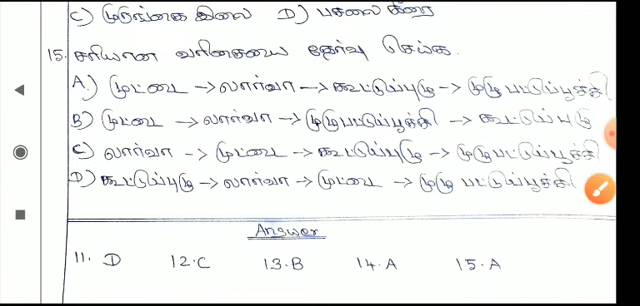 C) முருங்கை இலை D) பசலை கீரை
15. சரியான வரிசையை தேர்வு செய்க.
A.) முட்டை -> லார்வா -> கூட்டுப்புழு -> முழு பட்டுப்பூச்சி
B) முட்டை -> லார்வா -> முழுபட்டுப்பூச்சி -> கூட்டுப்புழு
C) லார்வா -> முட்டை -> கூட்டுப்புழு -> முழுபட்டுப்பூச்சி
D) கூட்டுப்புழு -> லார்வா -> முட்டை -> முழு பட்டுப்பூச்சி
Answer
11. D 12. C 13. B 14. A 15. A